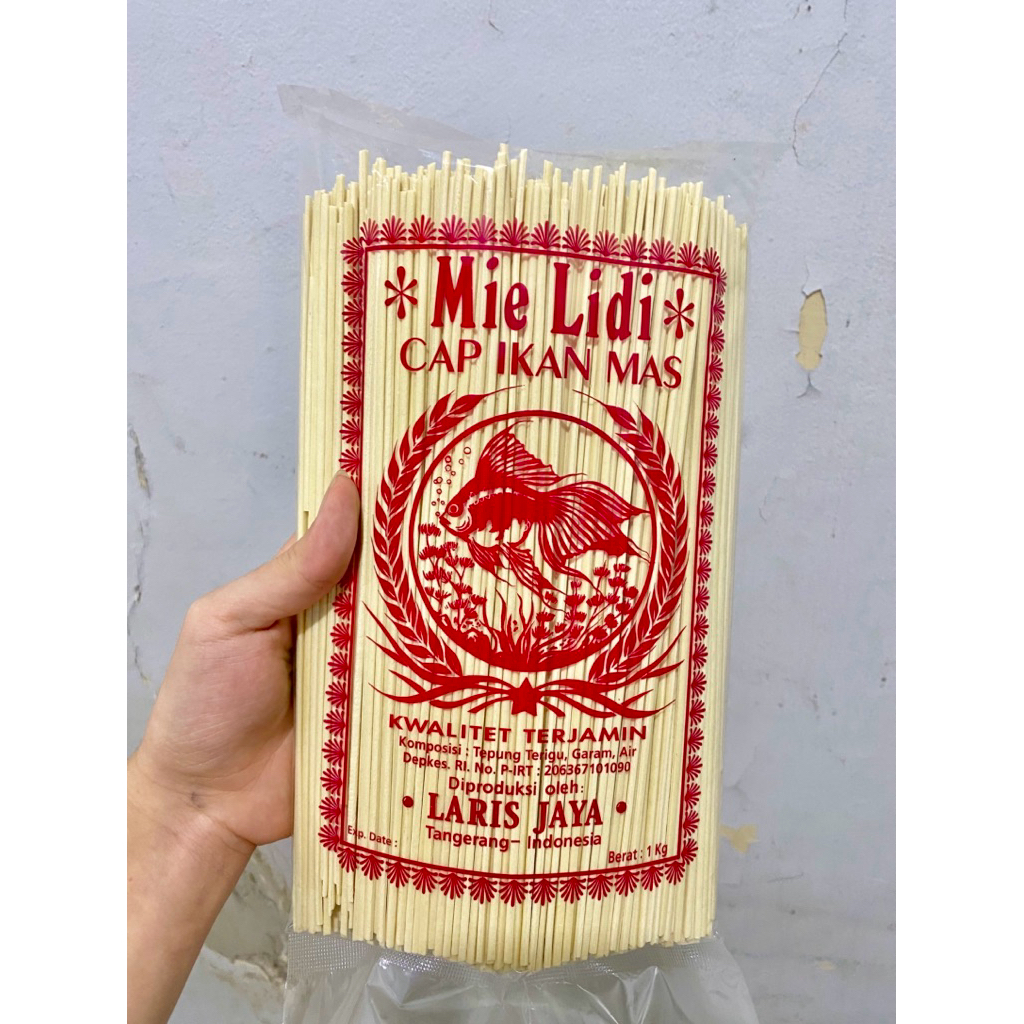 * Mie Lidi *
CAP IKAN MAS
KWALITET TERJAMIN
Komposisi : Tepung Terigu, Garam, Air
Depkes. RI. No. P-IRT : 206367101090
Diproduksi oleh:
• LARIS JAYA •
Tangerang- Indonesia
Exp. Date :
Berat : 1 Kg